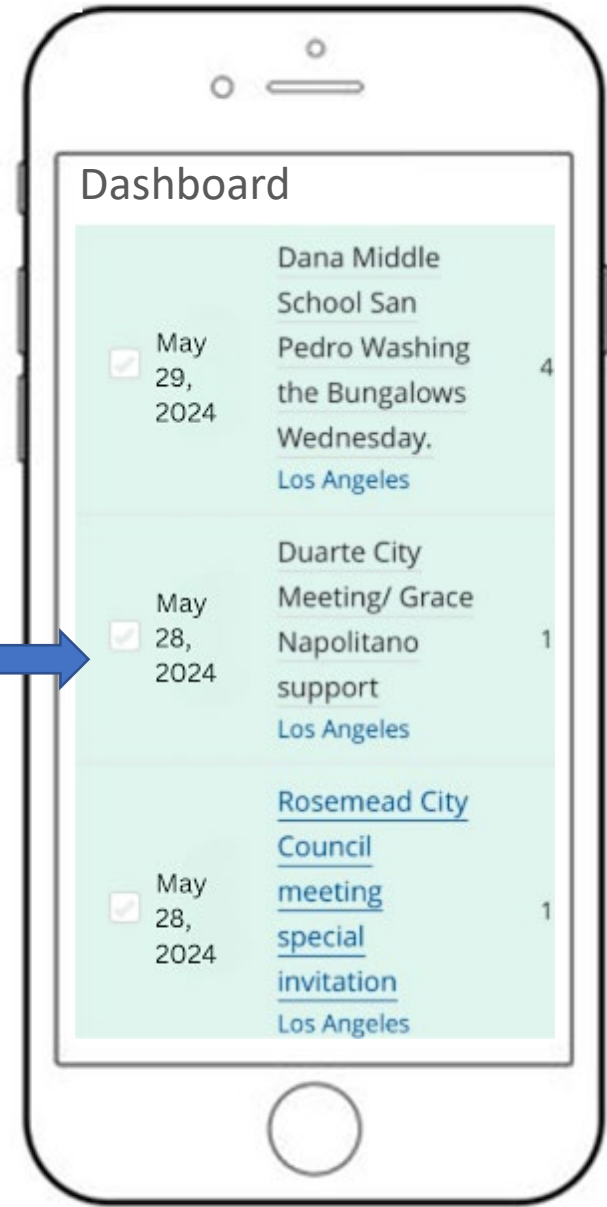 Dashboard
May
29,
2024
Dana Middle
School San
Pedro Washing
the Bungalows
Wednesday.
Los Angeles
4
May
28,
2024
Duarte City
Meeting/ Grace
Napolitano
support
Los Angeles
1
May
28,
2024
Rosemead City
Council
meeting
special
invitation
Los Angeles
1